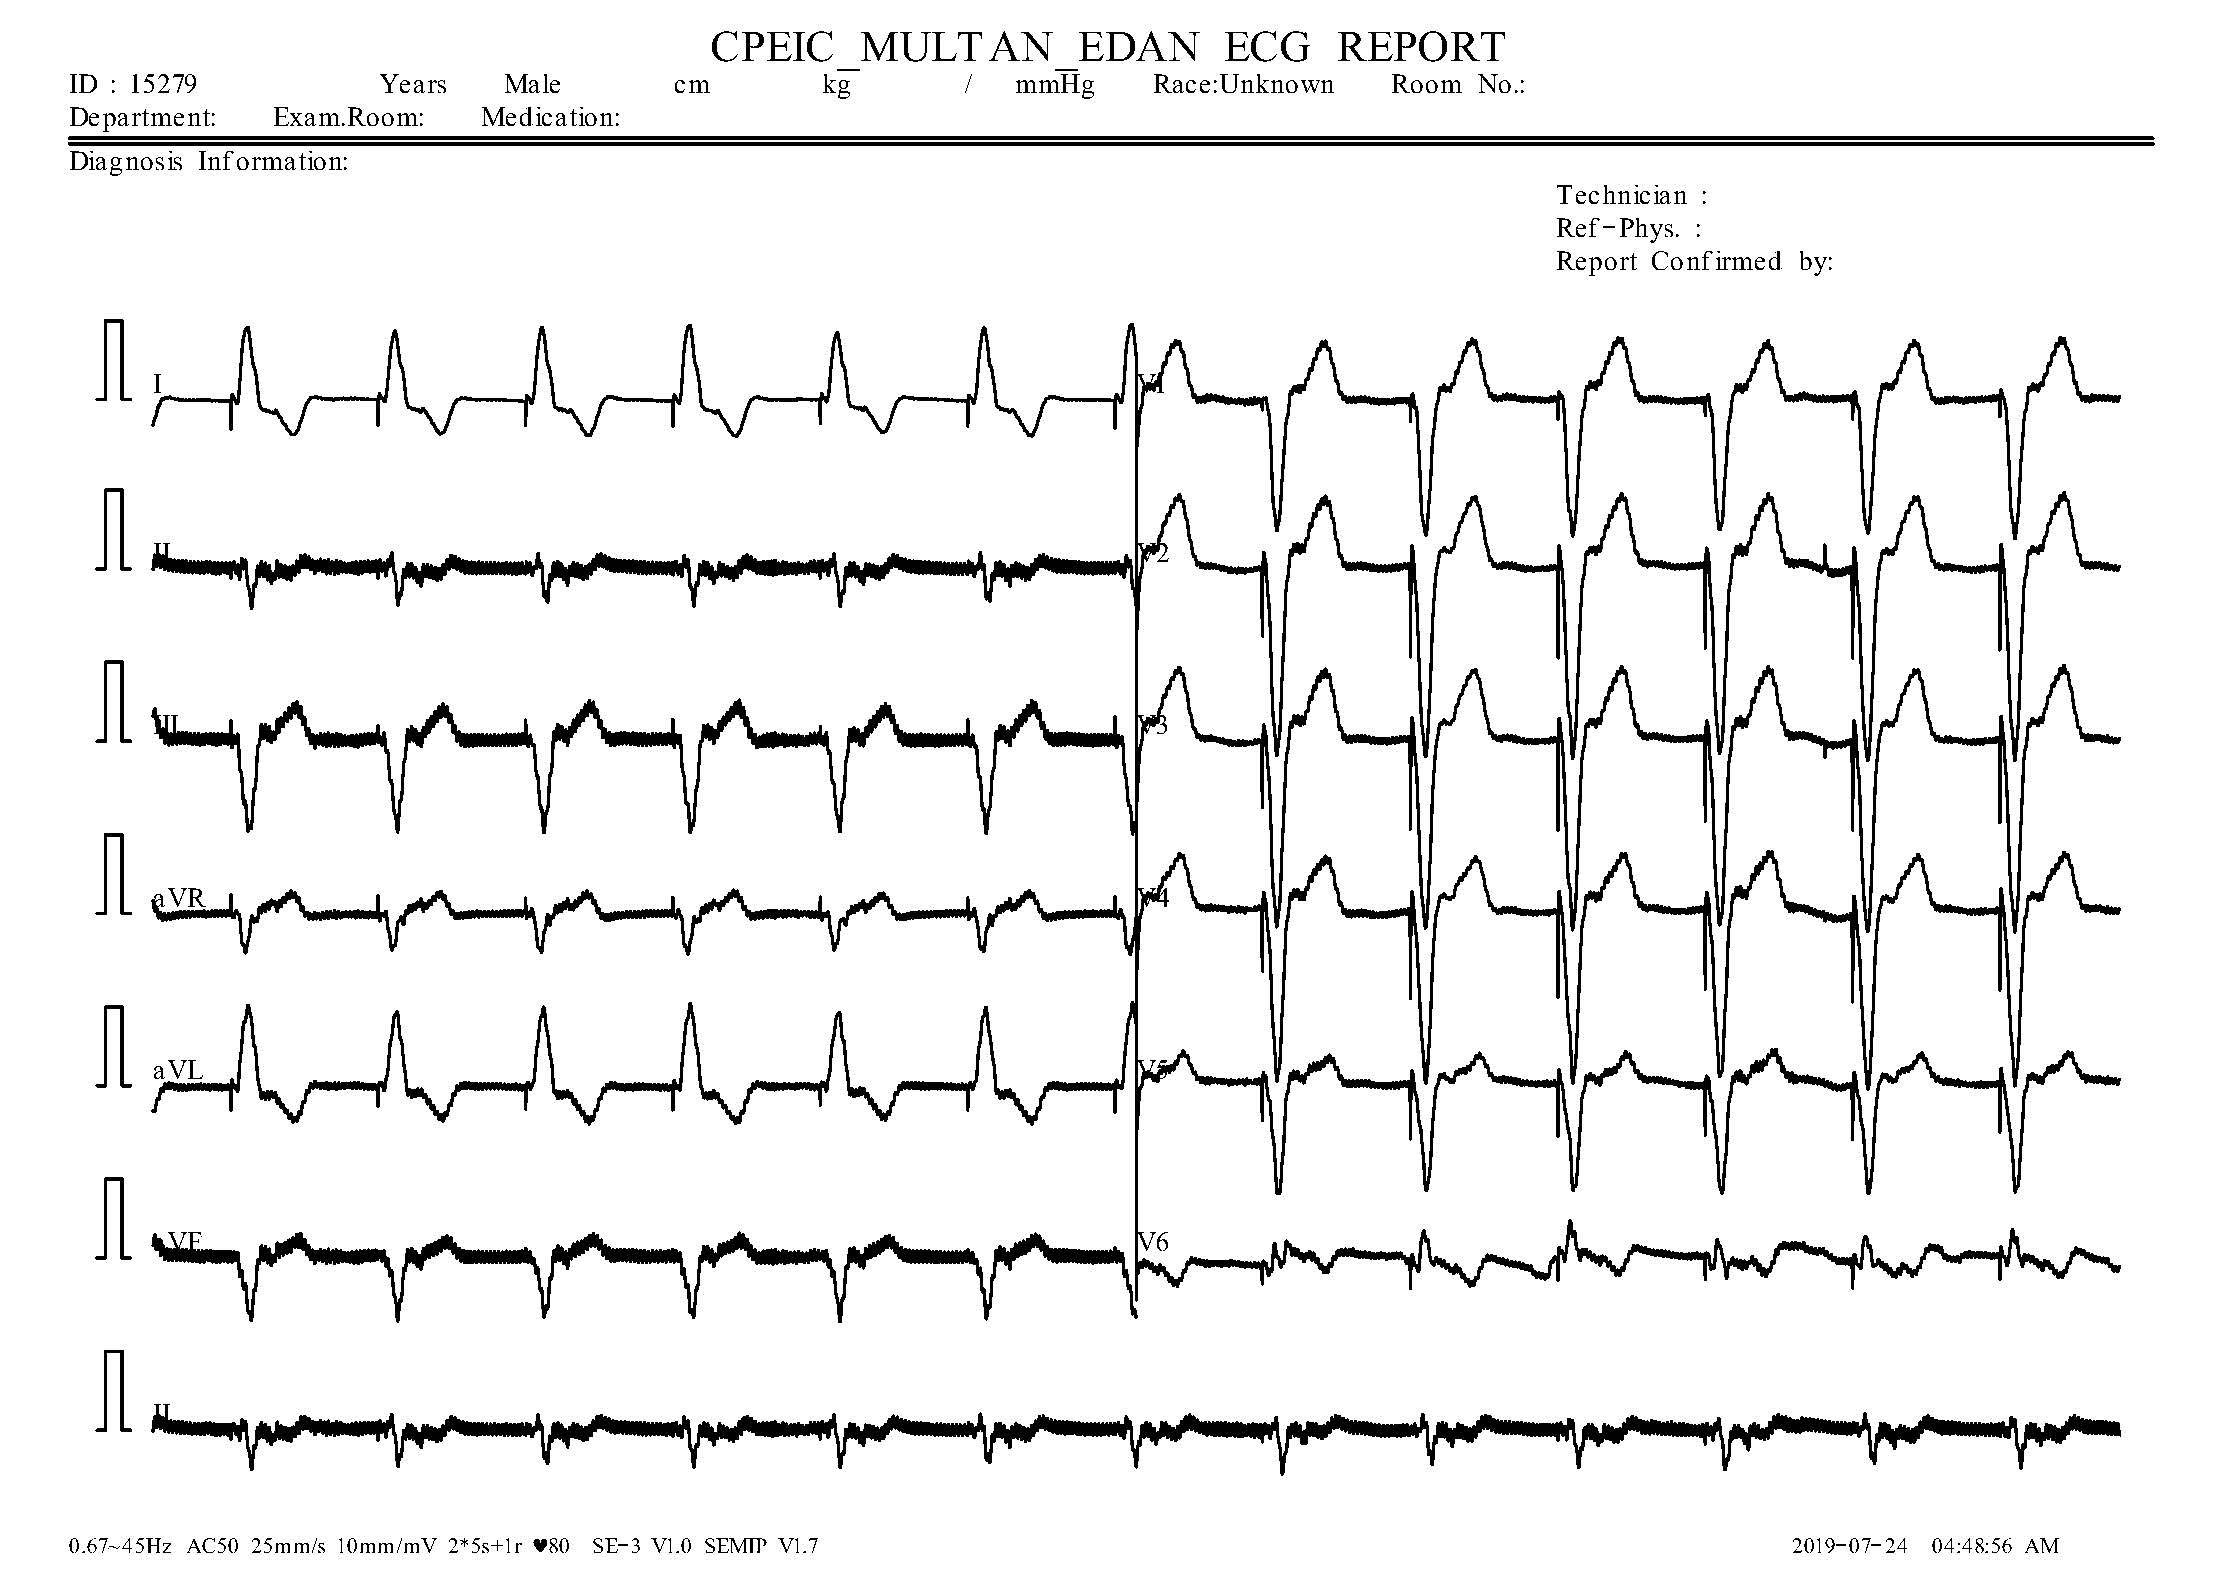 CPEIC_MULTAN_EDAN ECG REPORT
ID : 15279 Years Male cm kg / mmHg Race:Unknown Room No.:
Department: Exam.Room: Medication:
Diagnosis Information:
Technician :
Ref-Phys. :
Report Confirmed by:
I V1
II V2
III V3
aVR V4
aVL V5
aVF V6
II
0.67~45Hz AC50 25mm/s 10mm/mV 2*5s+1r ♥80 SE-3 V1.0 SEMIP V1.7 2019-07-24 04:48:56 AM